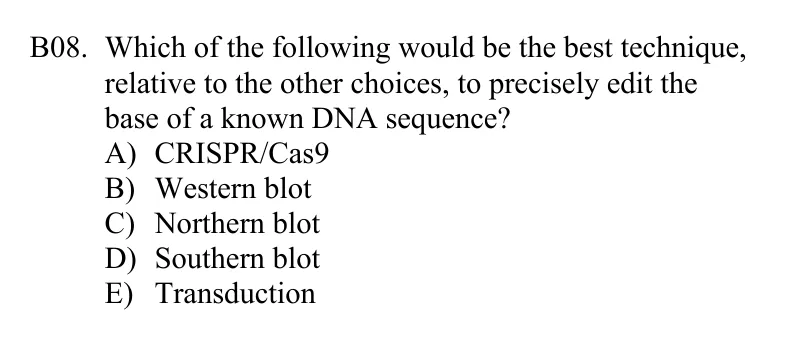 B08. Which of the following would be the best technique,
relative to the other choices, to precisely edit the
base of a known DNA sequence?
A) CRISPR/Cas9
B) Western blot
C) Northern blot
D) Southern blot
E) Transduction